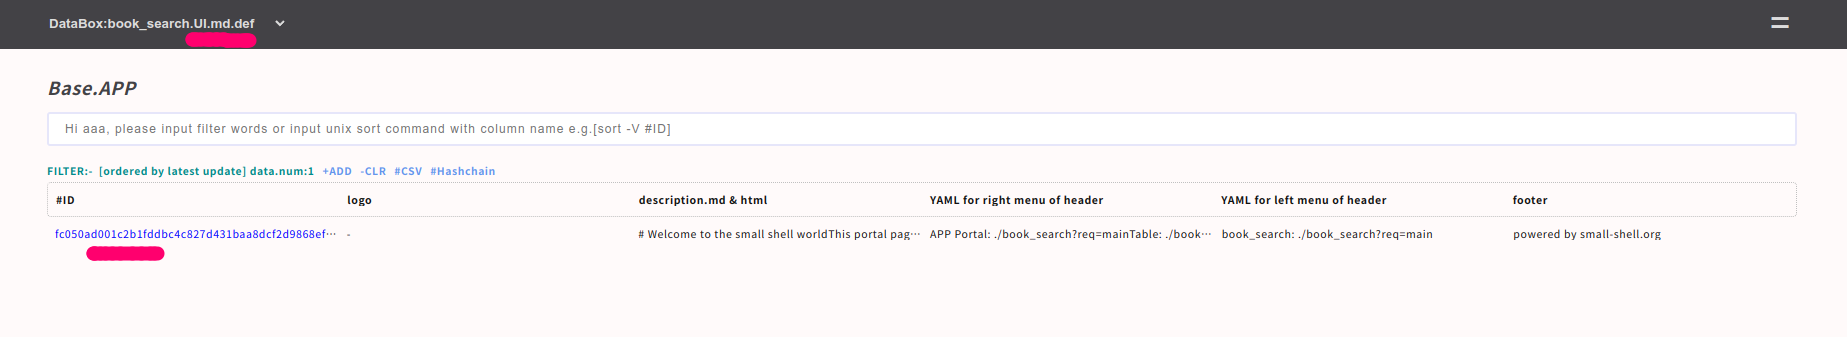 DataBox:book_search.UI.md.def
Base.APP
Hi aaa, please input filter words or input unix sort command with column name e.g.[sort -V #ID]
FILTER:- [ordered by latest update] data.num:1 +ADD -CLR #CSV #Hashchain
#ID logo description.md & html YAML for right menu of header YAML for left menu of header footer
fc050ad001c2b1fddbc4c827d431baa8dcf2d9868ef… - # Welcome to the small shell worldThis portal pag… APP Portal: ./book_search?req=mainTable: ./book… book_search: ./book_search?req=main powered by small-shell.org